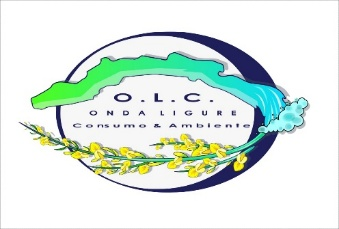 O.L.C.
ONDA LIGURE
Consumo & Ambiente